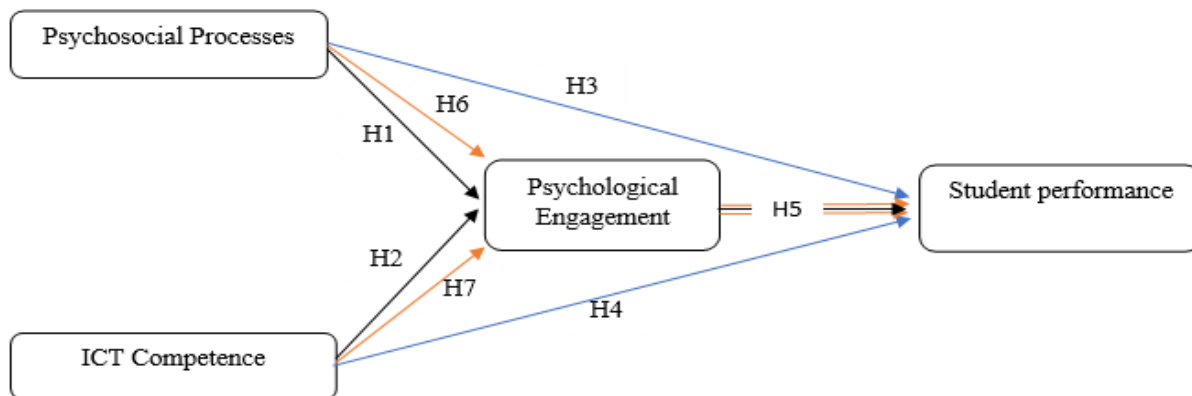 Psychosocial Processes
H3
H6
H1
Psychological
Engagement
H5
Student performance
H2
H7
H4
ICT Competence